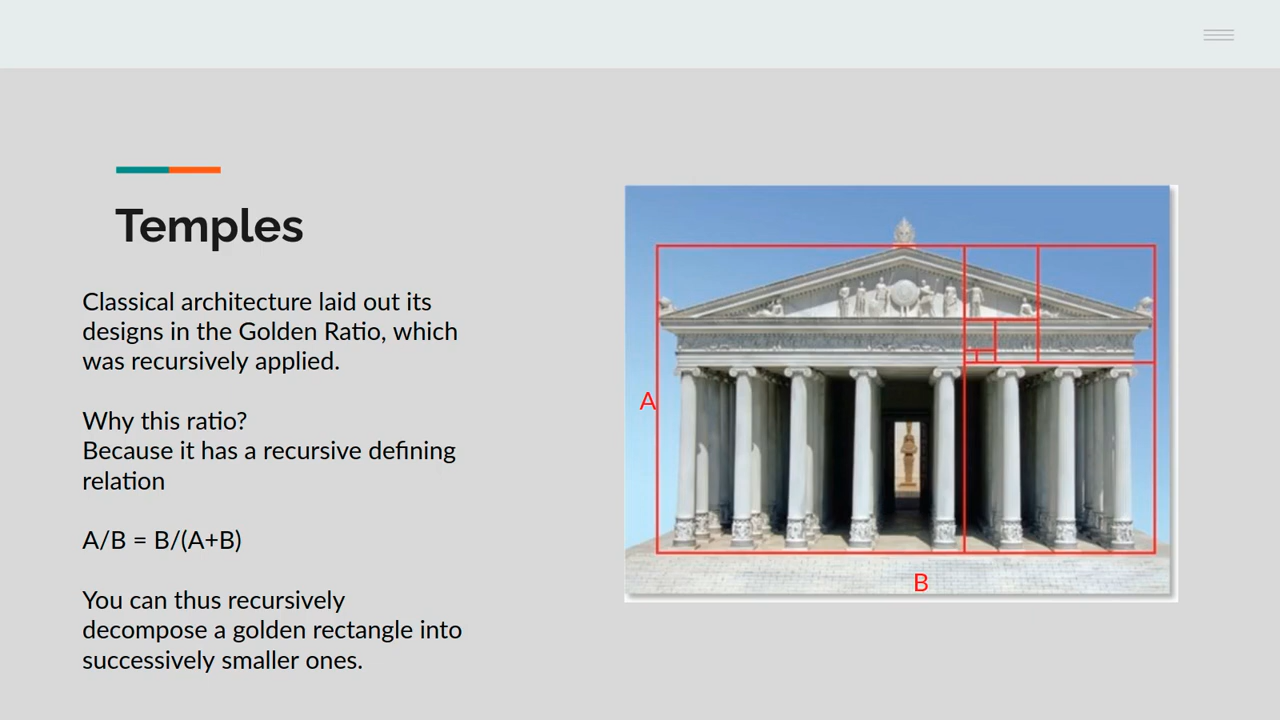 Temples
Classical architecture laid out its
designs in the Golden Ratio, which
was recursively applied.
Why this ratio?
Because it has a recursive defining
relation
A/B = B/(A+B)
You can thus recursively
decompose a golden rectangle into
successively smaller ones.
A
B